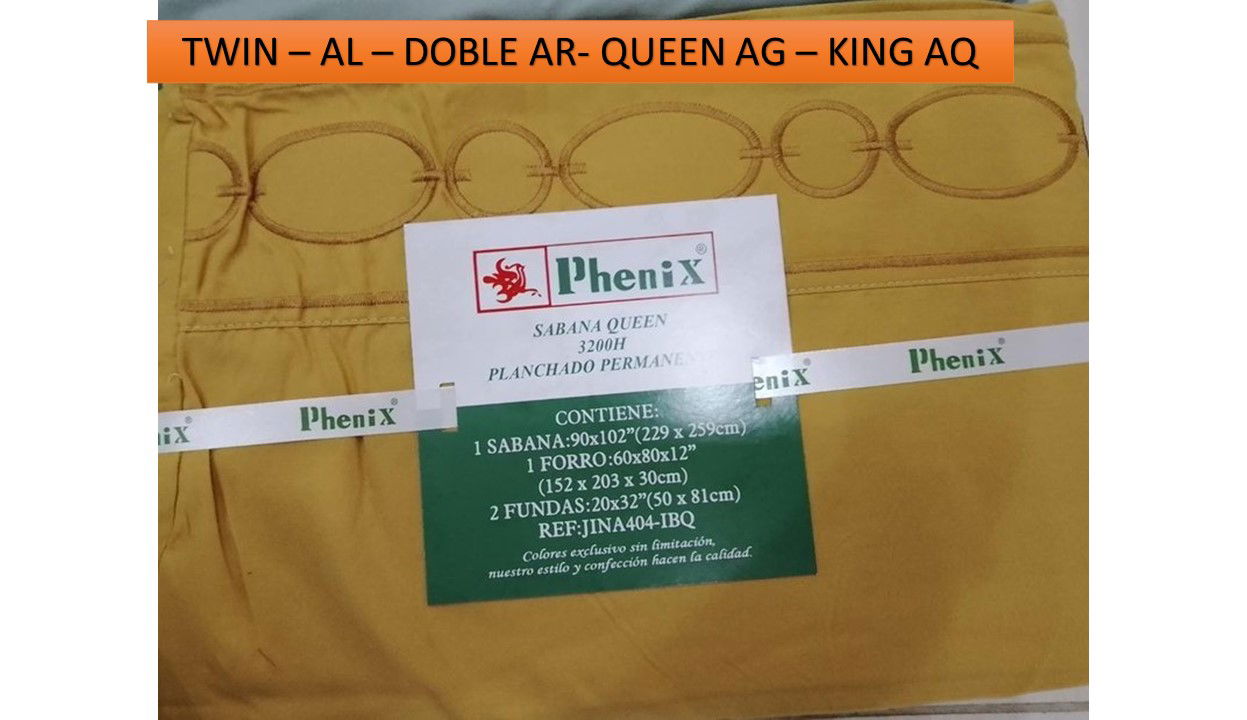 TWIN – AL – DOBLE AR- QUEEN AG – KING AQ
PheniX®
SABANA QUEEN
3200H
PLANCHADO
CONTIENE:
1 SABANA:90x102”(229 x 259cm)
1 FORRO:60x80x12”
(152 x 203 x 30cm)
2 FUNDAS:20x32”(50 x 81cm)
REF:JINA404-IBQ
Colores exclusivo sin limitación,
nuestro estilo y confección hacen la calidad.
iX®
PheniX®
eniX®
PheniX®